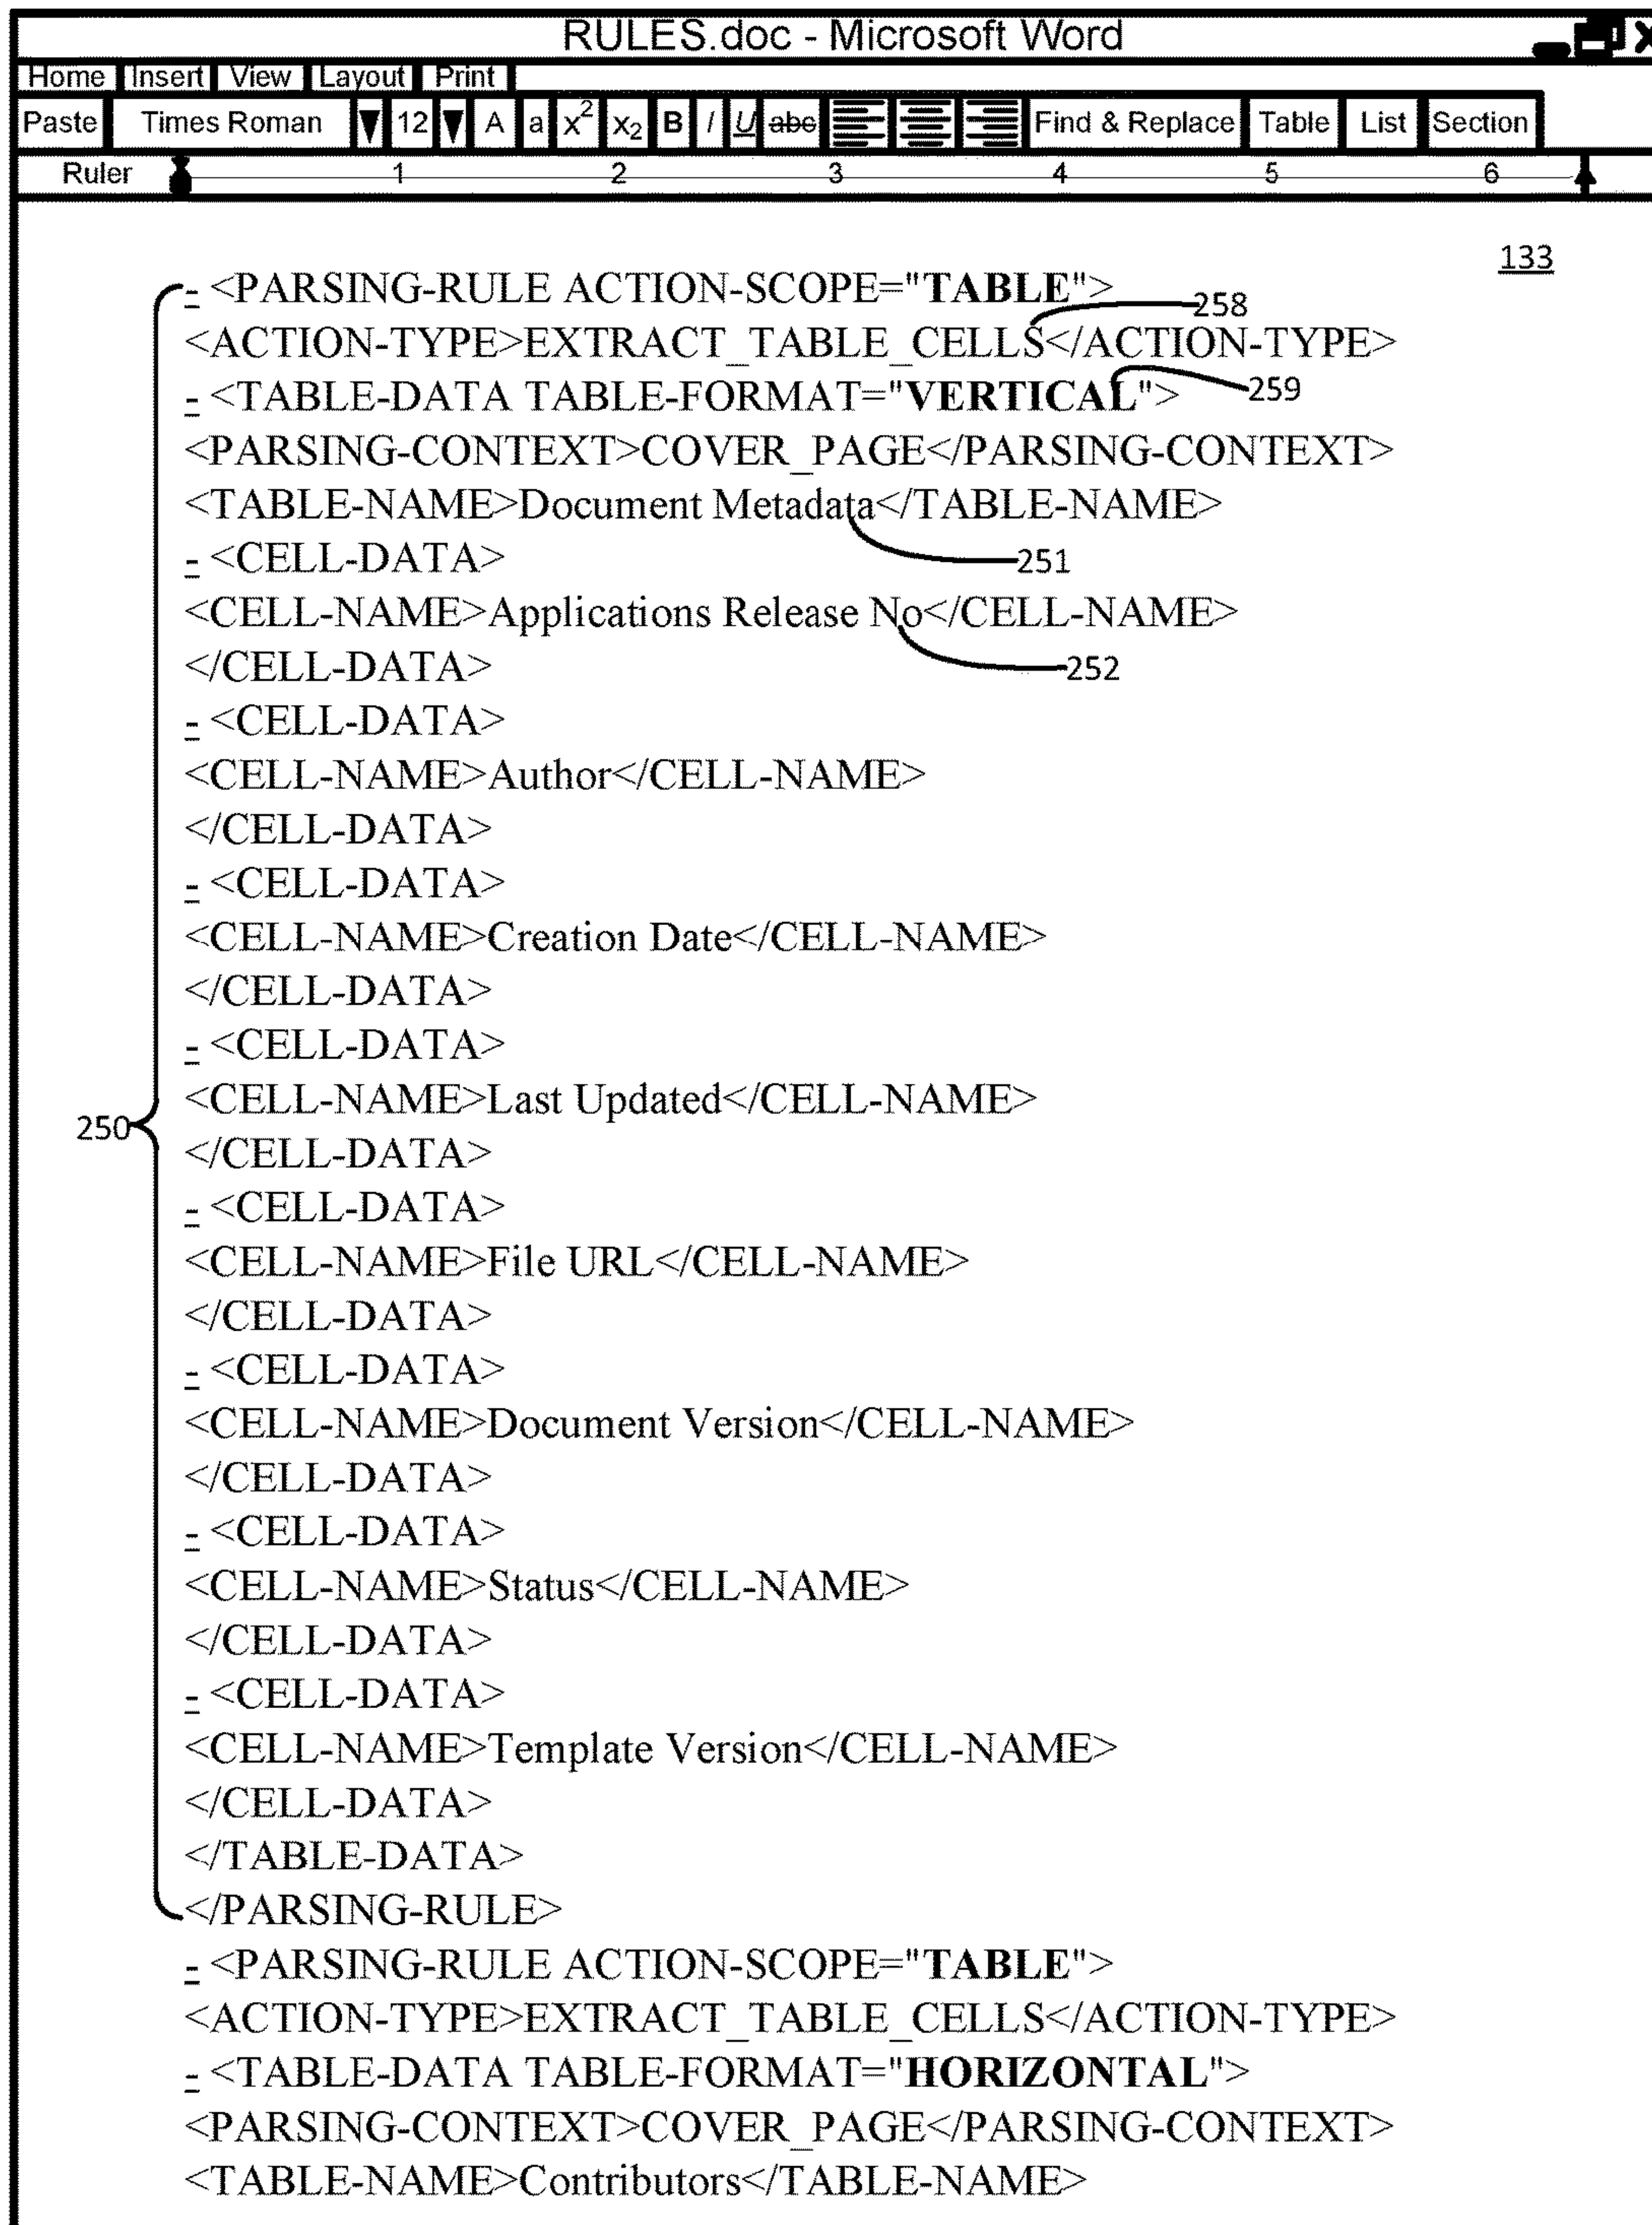 RULES.doc - Microsoft Word
Home Insert View Layout Print
Paste Times Roman 12 A a x2 x2 B I U abc Find & Replace Table List Section
Ruler 1 2 3 4 5 6
133
- <PARSING-RULE ACTION-SCOPE="TABLE">
258
<ACTION-TYPE>EXTRACT_TABLE_CELLS</ACTION-TYPE>
- <TABLE-DATA TABLE-FORMAT="VERTICAL"> 259
<PARSING-CONTEXT>COVER_PAGE</PARSING-CONTEXT>
<TABLE-NAME>Document Metadata</TABLE-NAME>
- <CELL-DATA> 251
<CELL-NAME>Applications Release No</CELL-NAME>
</CELL-DATA> 252
- <CELL-DATA>
<CELL-NAME>Author</CELL-NAME>
</CELL-DATA>
- <CELL-DATA>
<CELL-NAME>Creation Date</CELL-NAME>
</CELL-DATA>
- <CELL-DATA>
<CELL-NAME>Last Updated</CELL-NAME>
250
</CELL-DATA>
- <CELL-DATA>
<CELL-NAME>File URL</CELL-NAME>
</CELL-DATA>
- <CELL-DATA>
<CELL-NAME>Document Version</CELL-NAME>
</CELL-DATA>
- <CELL-DATA>
<CELL-NAME>Status</CELL-NAME>
</CELL-DATA>
- <CELL-DATA>
<CELL-NAME>Template Version</CELL-NAME>
</CELL-DATA>
</TABLE-DATA>
</PARSING-RULE>
- <PARSING-RULE ACTION-SCOPE="TABLE">
<ACTION-TYPE>EXTRACT_TABLE_CELLS</ACTION-TYPE>
- <TABLE-DATA TABLE-FORMAT="HORIZONTAL">
<PARSING-CONTEXT>COVER_PAGE</PARSING-CONTEXT>
<TABLE-NAME>Contributors</TABLE-NAME>